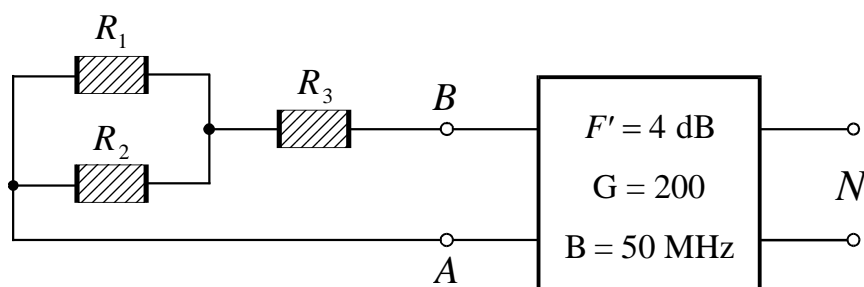 R₁
R₂
R₃
B
A
F' = 4 dB
G = 200
B = 50 MHz
N